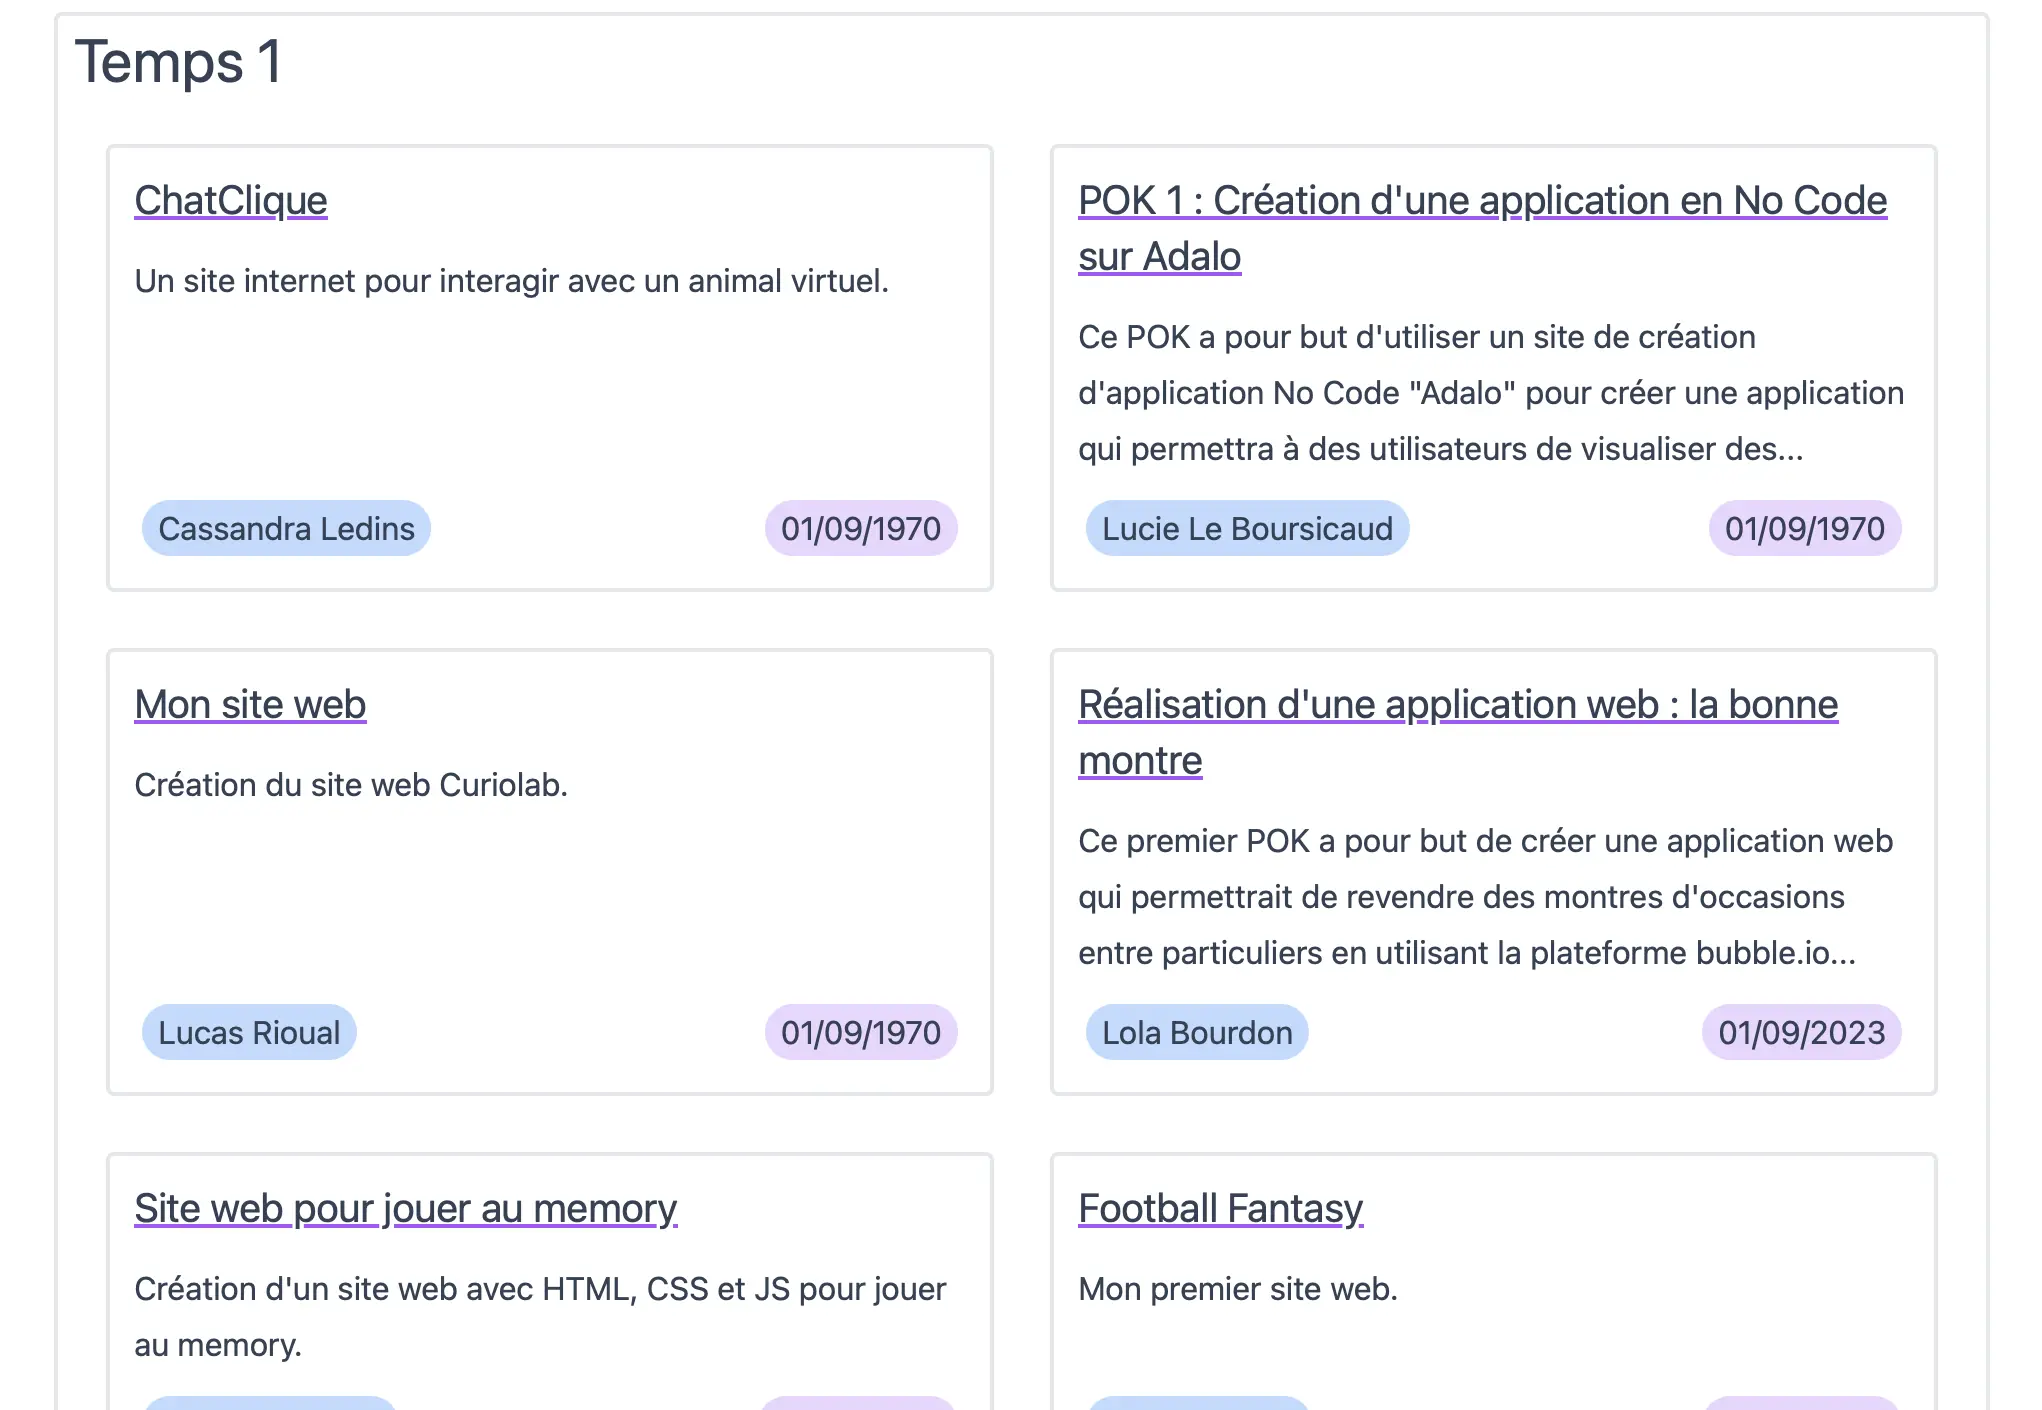 Temps 1
ChatClique
Un site internet pour interagir avec un animal virtuel.
Cassandra Ledins
01/09/1970
POK 1 : Création d'une application en No Code
sur Adalo
Ce POK a pour but d'utiliser un site de création
d'application No Code "Adalo" pour créer une application
qui permettra à des utilisateurs de visualiser des...
Lucie Le Boursicaud
01/09/1970
Mon site web
Création du site web Curiolab.
Lucas Rioual
01/09/1970
Réalisation d'une application web : la bonne
montre
Ce premier POK a pour but de créer une application web
qui permettrait de revendre des montres d'occasions
entre particuliers en utilisant la plateforme bubble.io...
Lola Bourdon
01/09/2023
Site web pour jouer au memory
Création d'un site web avec HTML, CSS et JS pour jouer
au memory.
Football Fantasy
Mon premier site web.